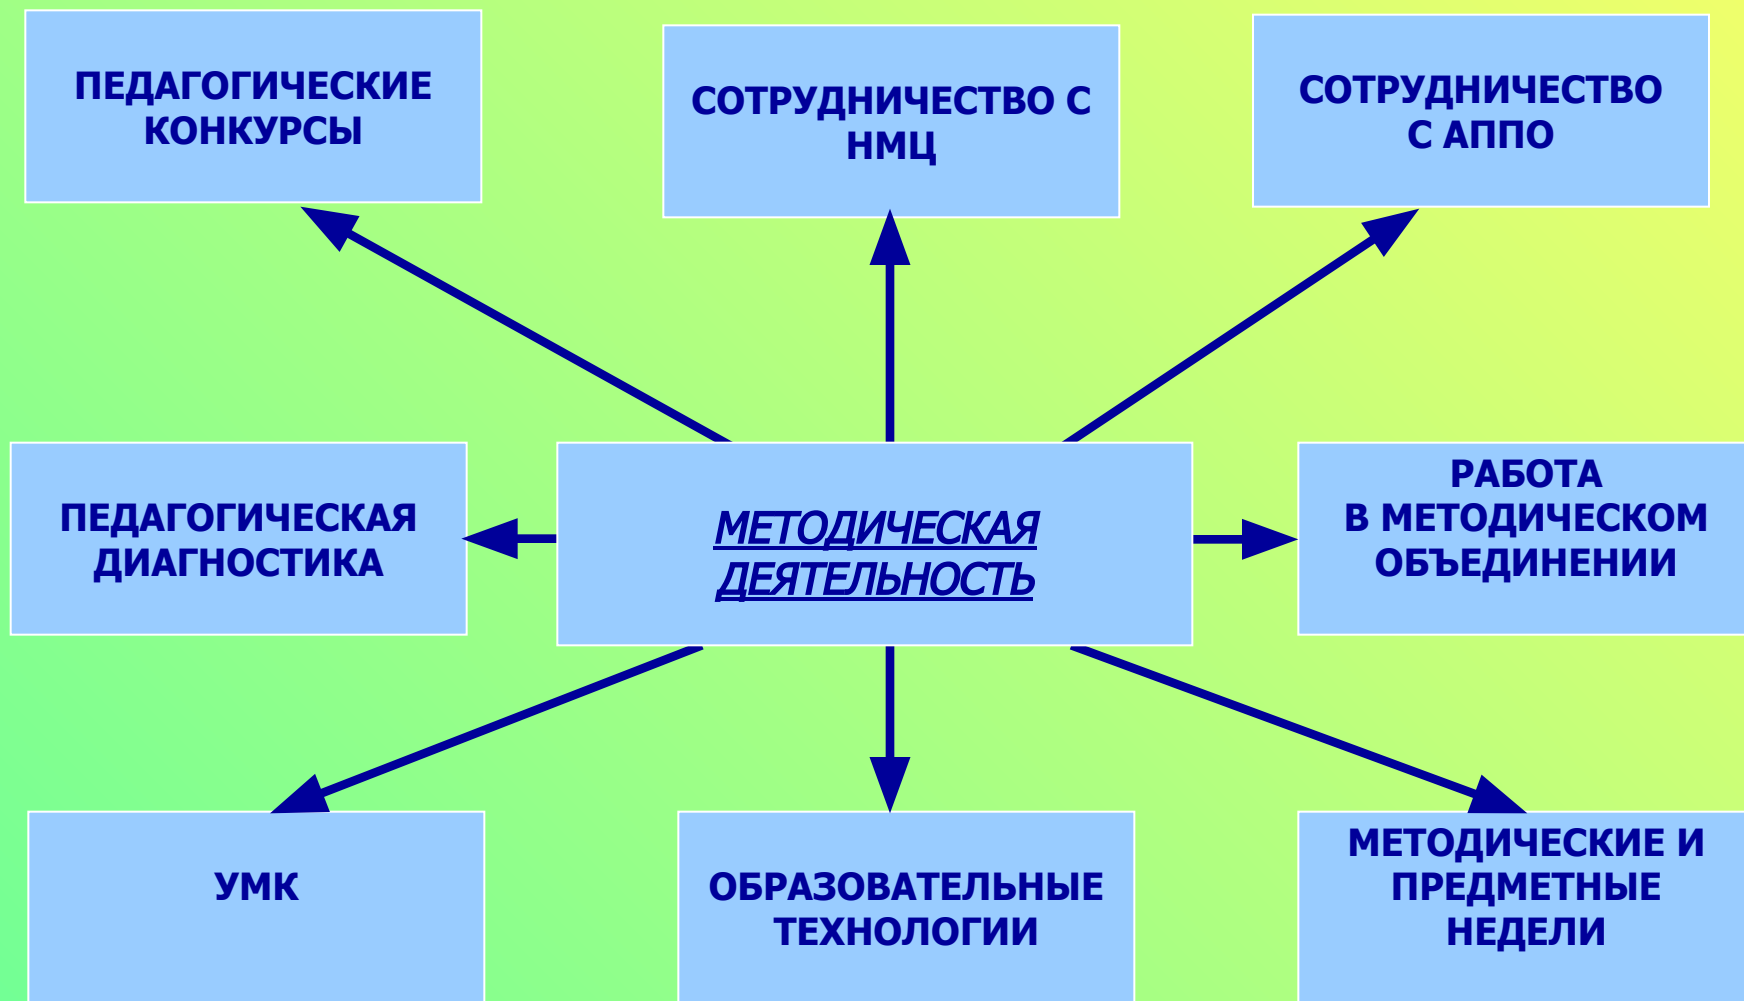 ПЕДАГОГИЧЕСКИЕ
КОНКУРСЫ
СОТРУДНИЧЕСТВО С
НМЦ
СОТРУДНИЧЕСТВО
С АППО
ПЕДАГОГИЧЕСКАЯ
ДИАГНОСТИКА
МЕТОДИЧЕСКАЯ
ДЕЯТЕЛЬНОСТЬ
РАБОТА
В МЕТОДИЧЕСКОМ
ОБЪЕДИНЕНИИ
УМК
ОБРАЗОВАТЕЛЬНЫЕ
ТЕХНОЛОГИИ
МЕТОДИЧЕСКИЕ И
ПРЕДМЕТНЫЕ
НЕДЕЛИ